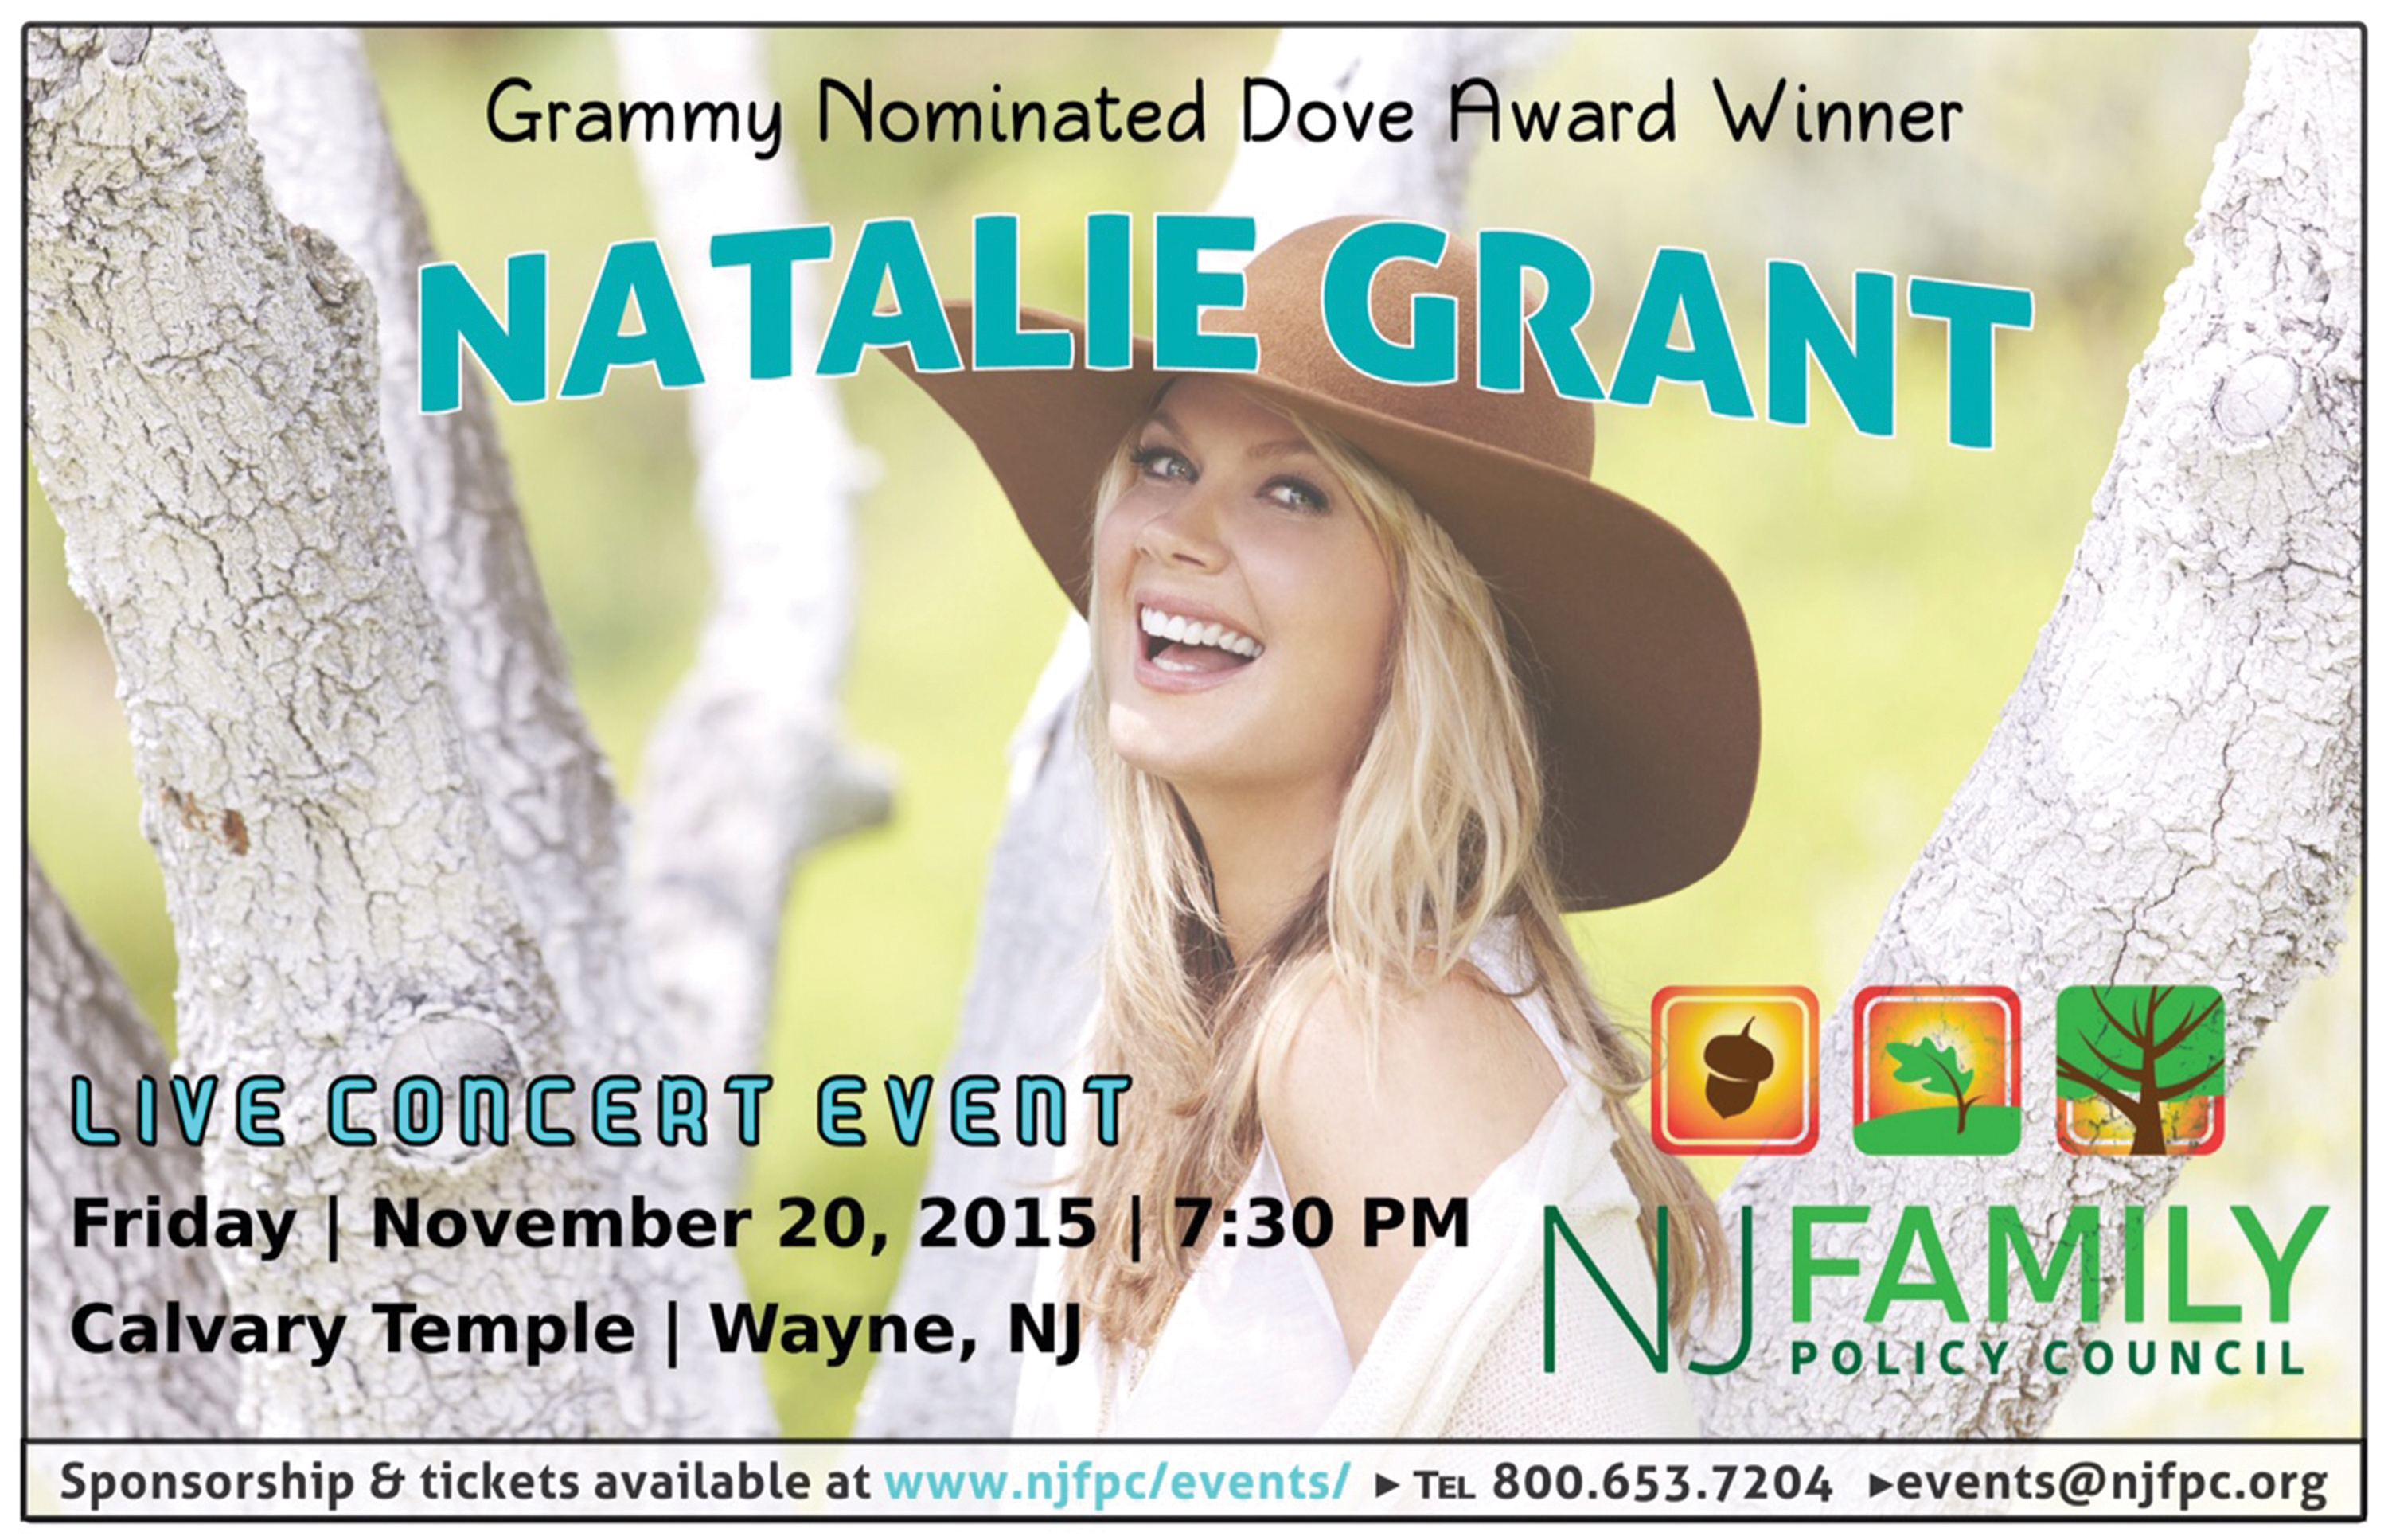 Grammy Nominated Dove Award Winner
NATALIE GRANT
LIVE CONCERT EVENT
Friday | November 20, 2015 | 7:30 PM
Calvary Temple | Wayne, NJ
NJ FAMILY
POLICY COUNCIL
Sponsorship & tickets available at www.njfpc/events/ ▶ TEL 800.653.7204 ▶events@njfpc.org